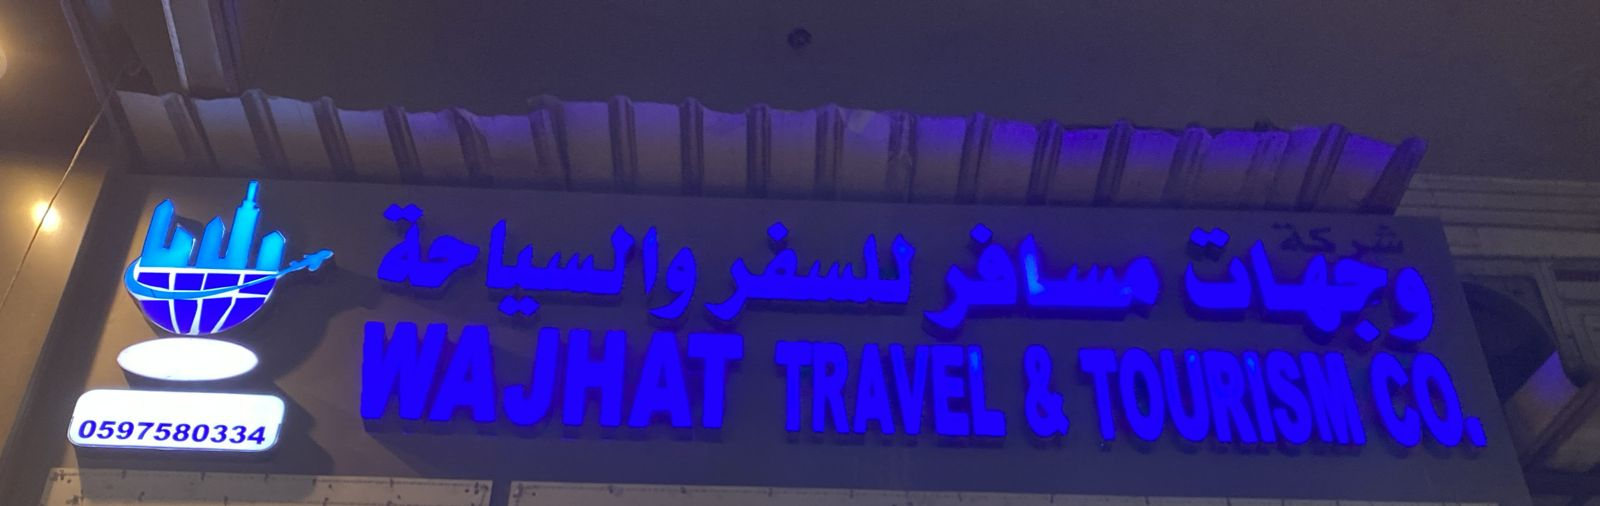 شركة
وجهات مسافر للسفر والسياحة
WAJHAT TRAVEL & TOURISM CO.
0597580334